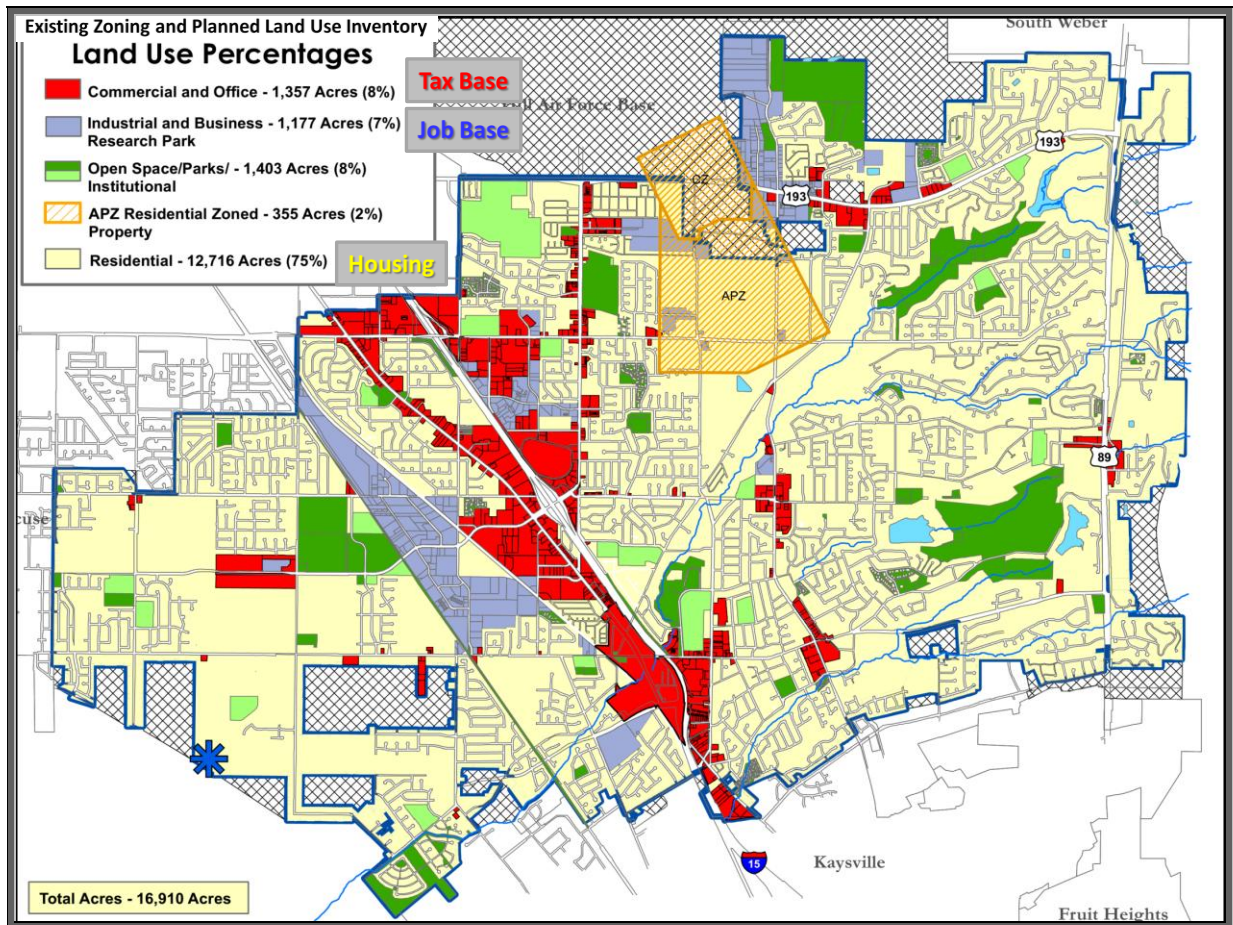 Existing Zoning and Planned Land Use Inventory
Land Use Percentages
Commercial and Office - 1,357 Acres (8%)
Industrial and Business - 1,177 Acres (7%)
Research Park
Open Space/Parks/ - 1,403 Acres (8%)
Institutional
APZ Residential Zoned - 355 Acres (2%)
Property
Residential - 12,716 Acres (75%)
Tax Base
Job Base
Housing
South Weber
Air Force Base
193
CZ
193
APZ
89
15
Kaysville
Fruit Heights
Total Acres - 16,910 Acres